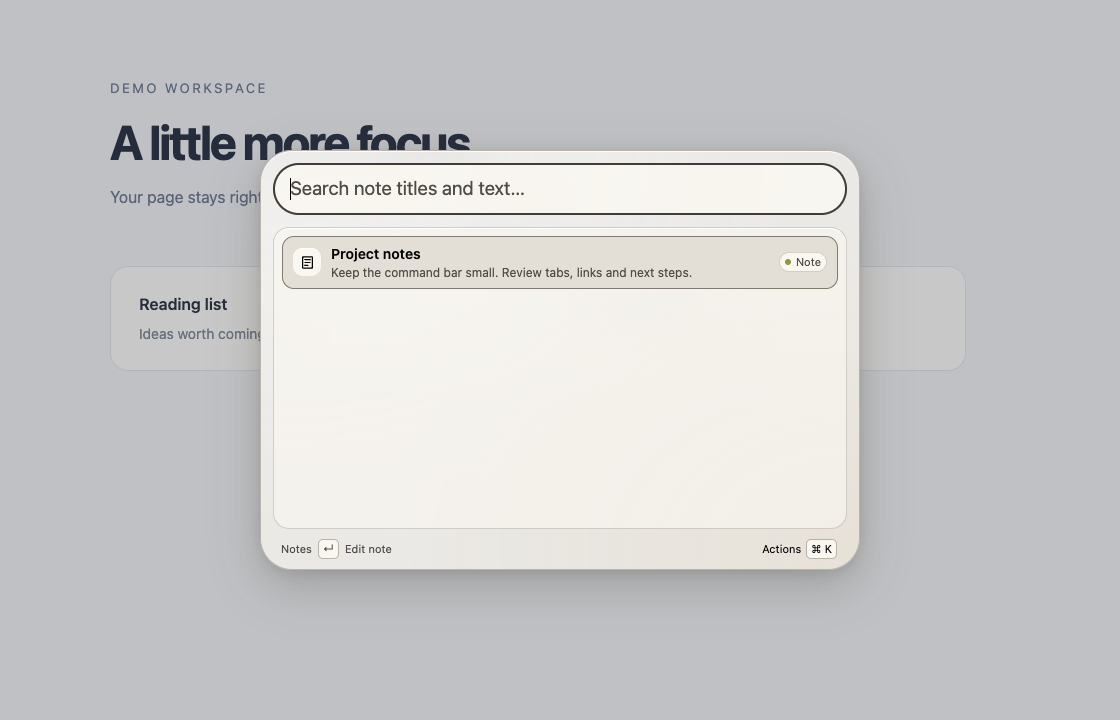 DEMO WORKSPACE
A little more focus
Your page stays right
Search note titles and text...
Project notes
Keep the command bar small. Review tabs, links and next steps.
Note
Reading list
Ideas worth coming
Notes ↵ Edit note
Actions ⌘ K